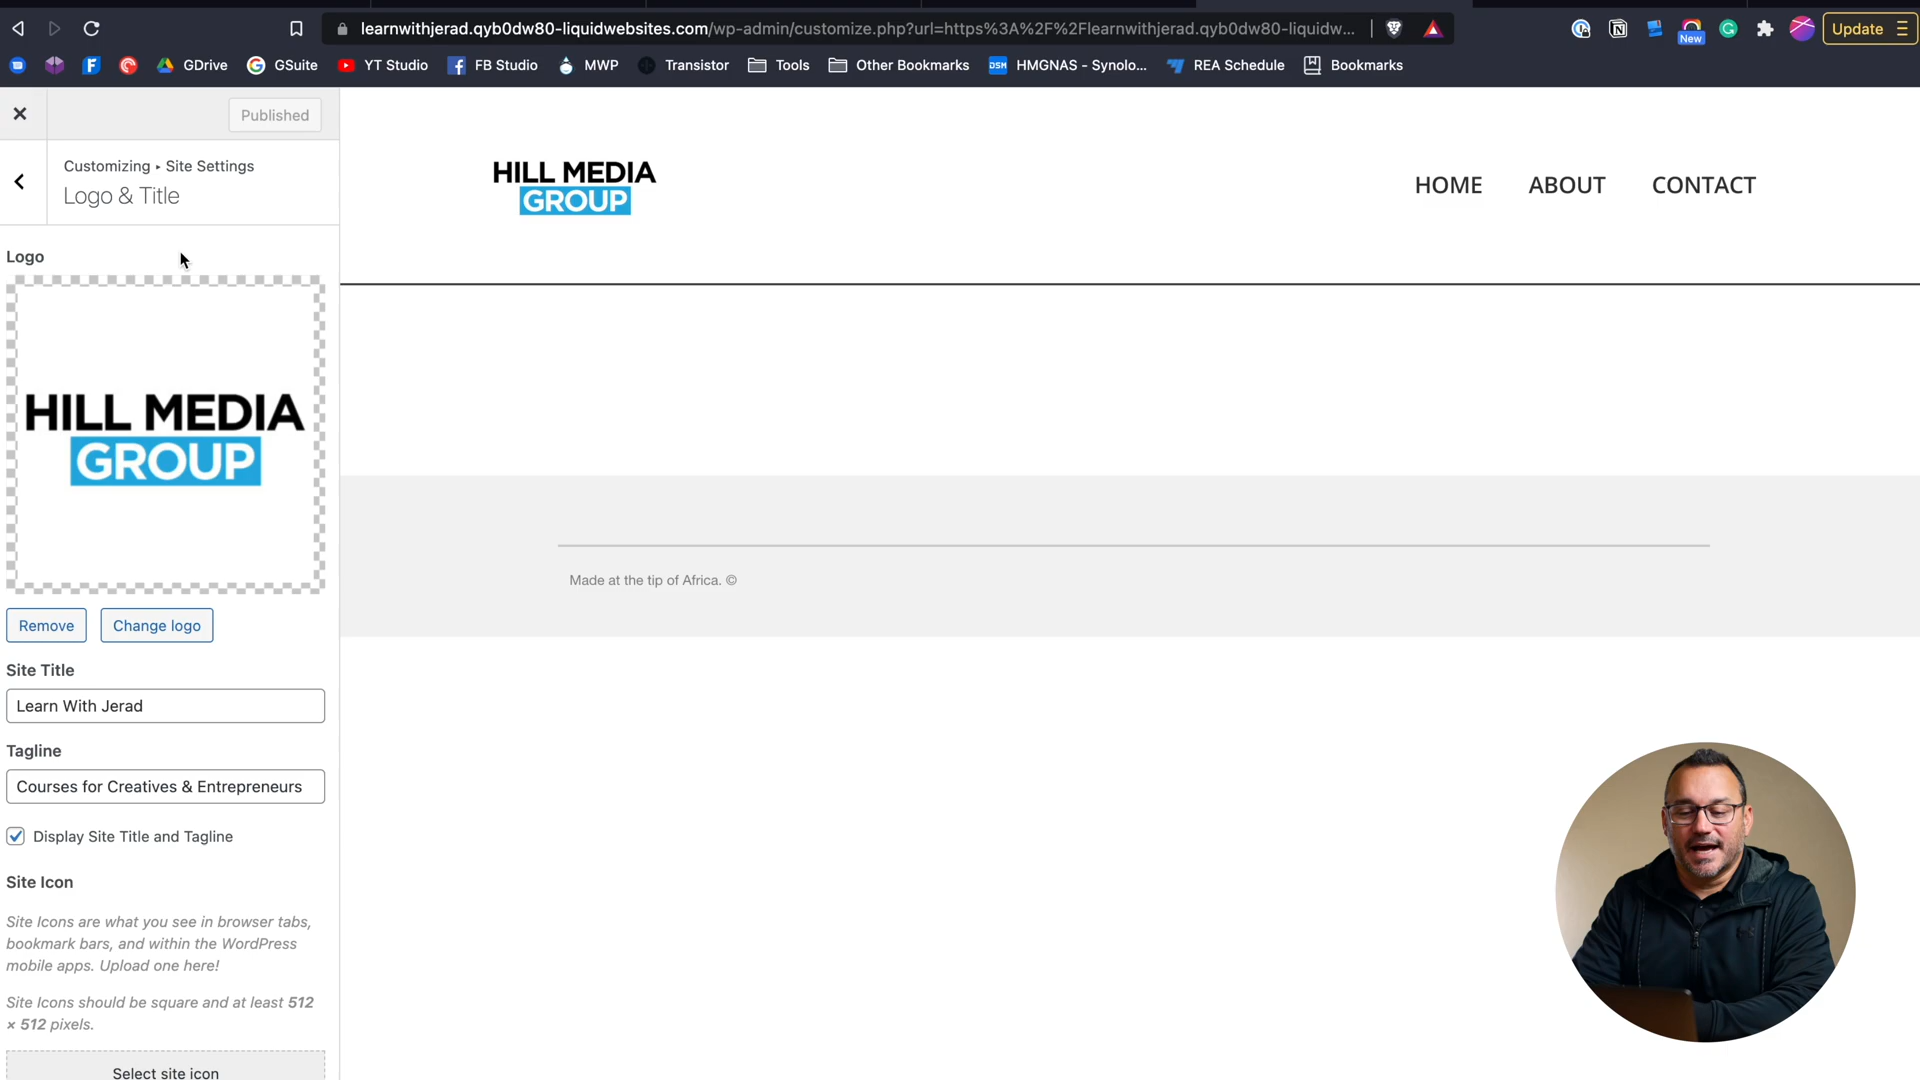 learnwithjerad.qyb0dw80-liquidwebsites.com/wp-admin/customize.php?url=https%3A%2F%2Flearnwithjerad.qyb0dw80-liquidw...
New
Update
GDrive
GSuite
YT Studio
FB Studio
MWP
Transistor
Tools
Other Bookmarks
DSM
HMGNAS - Synolo...
REA Schedule
Bookmarks
Published
Customizing ▸ Site Settings
Logo & Title
HILL MEDIA
GROUP
HOME
ABOUT
CONTACT
Logo
HILL MEDIA
GROUP
Made at the tip of Africa. ©
Remove
Change logo
Site Title
Learn With Jerad
Tagline
Courses for Creatives & Entrepreneurs
Display Site Title and Tagline
Site Icon
Site Icons are what you see in browser tabs,
bookmark bars, and within the WordPress
mobile apps. Upload one here!
Site Icons should be square and at least 512
× 512 pixels.
Select site icon